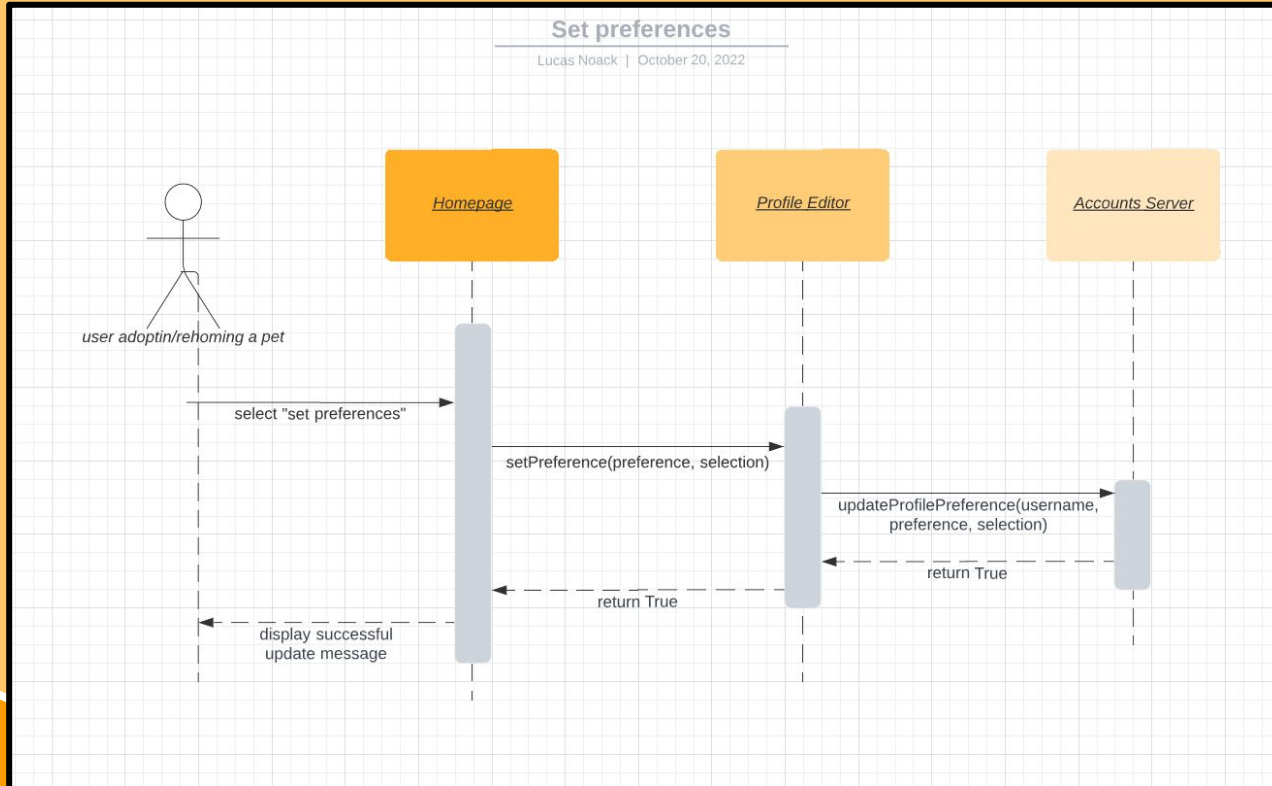 Set preferences
Lucas Noack | October 20, 2022
Homepage
Profile Editor
Accounts Server
user adoptin/rehoming a pet
select "set preferences"
setPreference(preference, selection)
updateProfilePreference(username,
preference, selection)
return True
return True
display successful
update message